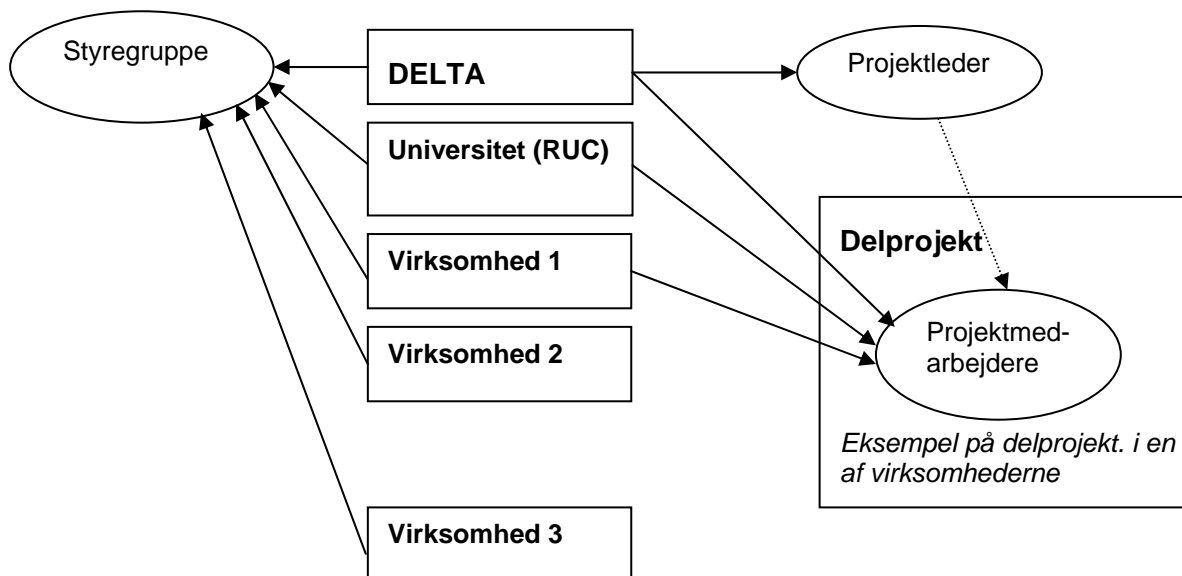 Styregruppe
DELTA
Projektleder
Universitet (RUC)
Virksomhed 1
Delprojekt
Virksomhed 2
Projektmed-
arbejdere
Eksempel på delprojekt. i en
af virksomhederne
Virksomhed 3